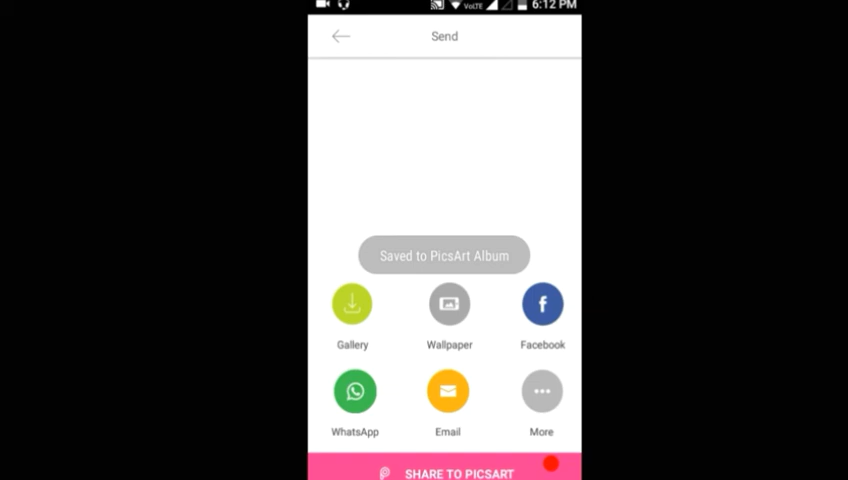 VoLTE 6:12 PM
Send
Saved to PicsArt Album
Gallery Wallpaper Facebook
WhatsApp Email More
SHARE TO PICSART